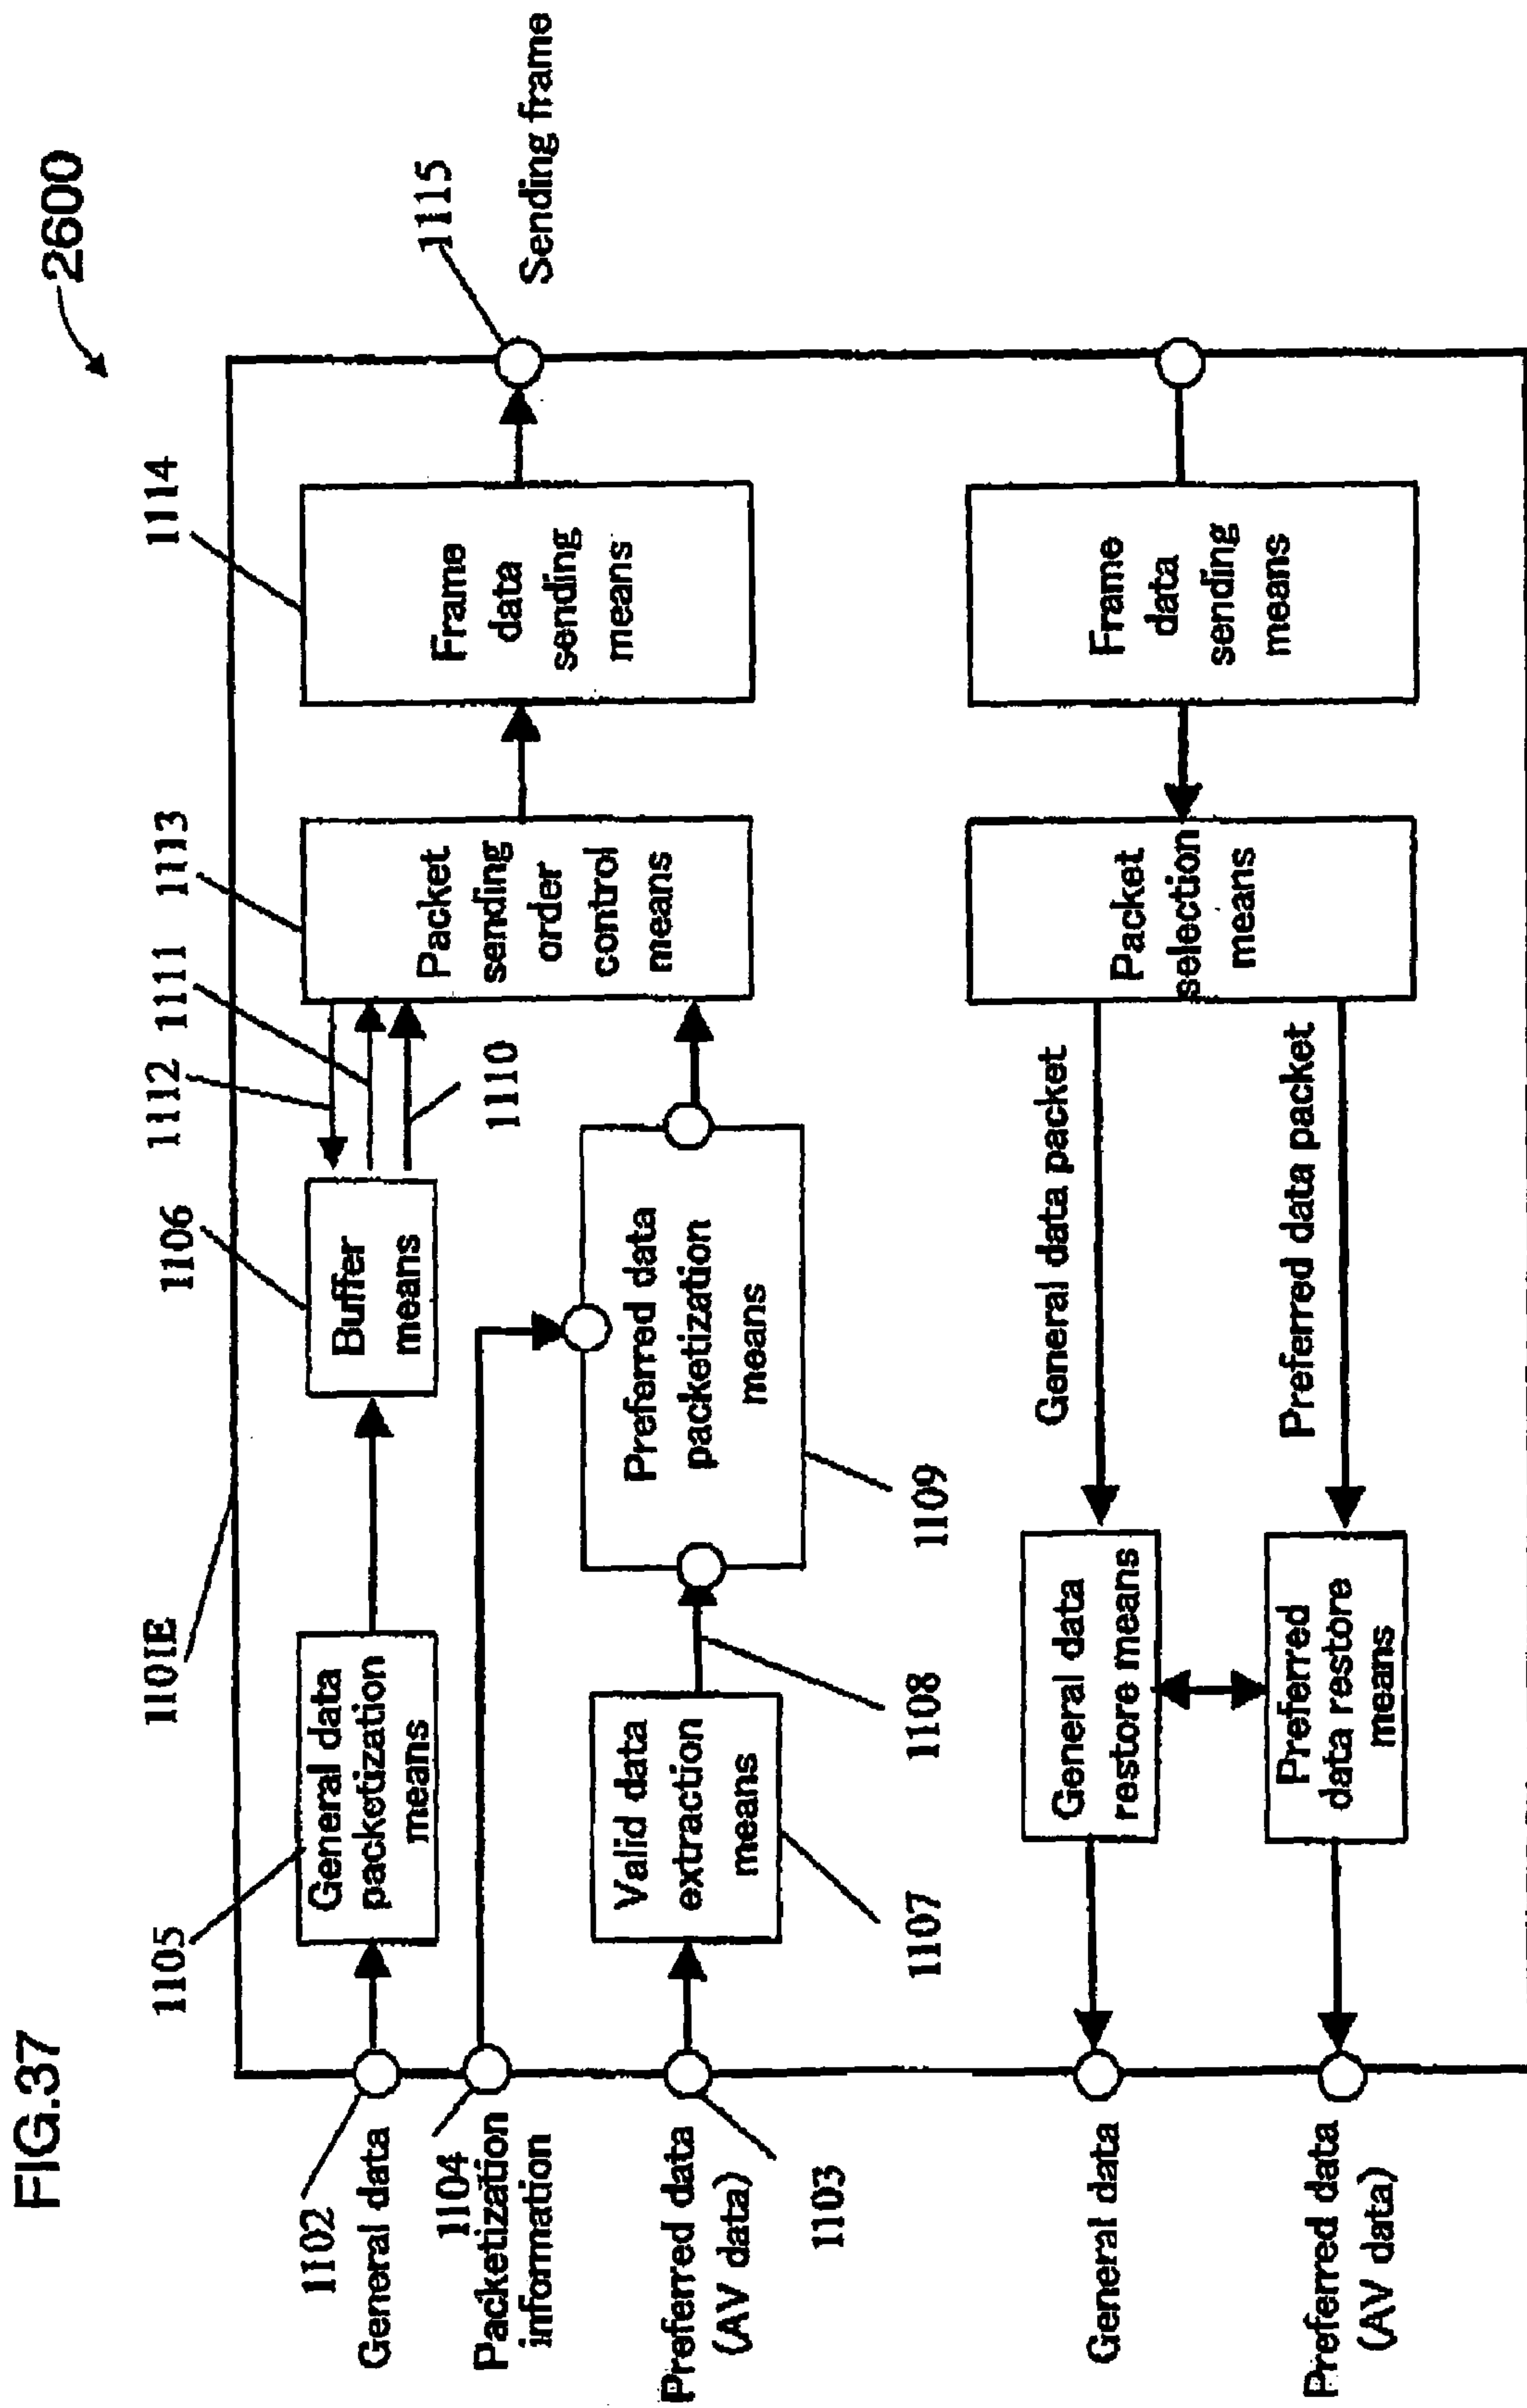 FIG.37
2600
1101E
1102
General data
1104
Packetization
information
Preferred data
(AV data)
1103
1105
General data
packetization
means
1106
Buffer
means
1112
1111
1110
1113
Packet
sending
order
control
means
1114
Frame
data
sending
means
1115
Sending frame
Valid data
extraction
means
1107
1108
Preferred data
packetization
means
1109
General data
Preferred data
(AV data)
General data
restore means
Preferred
data restore
means
General data packet
Preferred data packet
Packet
selection
means
Frame
data
sending
means